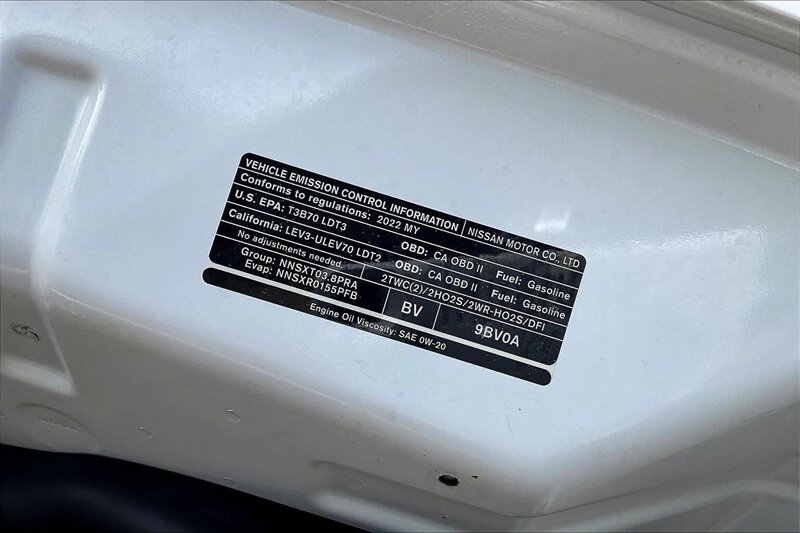 VEHICLE EMISSION CONTROL INFORMATION NISSAN MOTOR CO., LTD
Conforms to regulations: 2022 MY
U.S. EPA: T3B70 LDT3 OBD: CA OBD II Fuel: Gasoline
California: LEV3-ULEV70 LDT2 OBD: CA OBD II Fuel: Gasoline
No adjustments needed. 2TWC(2)/2HO2S/2WR-HO2S/DFI
Group: NNSXT03.8PRA
Evap: NNSXR0155PFB BV 9BV0A
Engine Oil Viscosity: SAE 0W-20